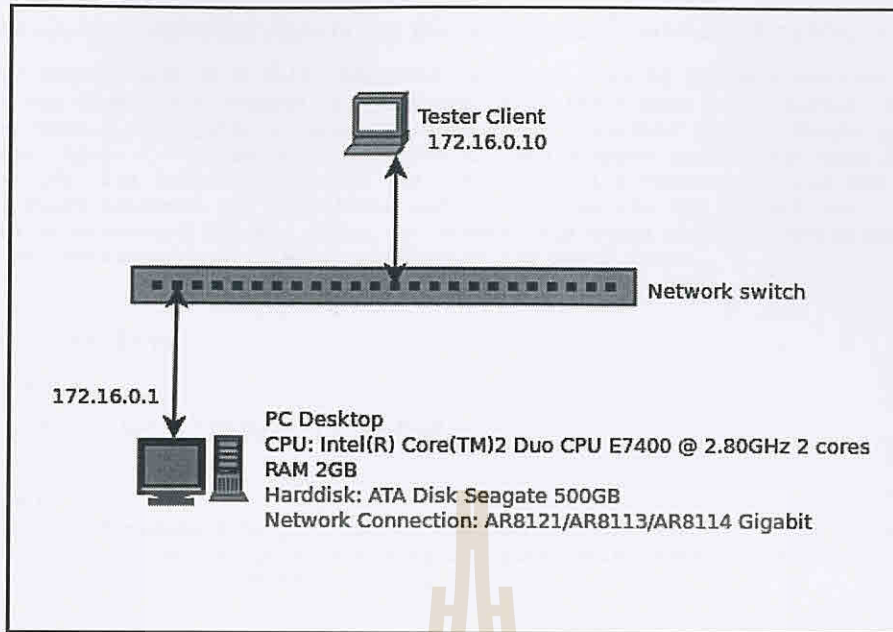 Tester Client
172.16.0.10
Network switch
172.16.0.1
PC Desktop
CPU: Intel(R) Core(TM)2 Duo CPU E7400 @ 2.80GHz 2 cores
RAM 2GB
Harddisk: ATA Disk Seagate 500GB
Network Connection: AR8121/AR8113/AR8114 Gigabit